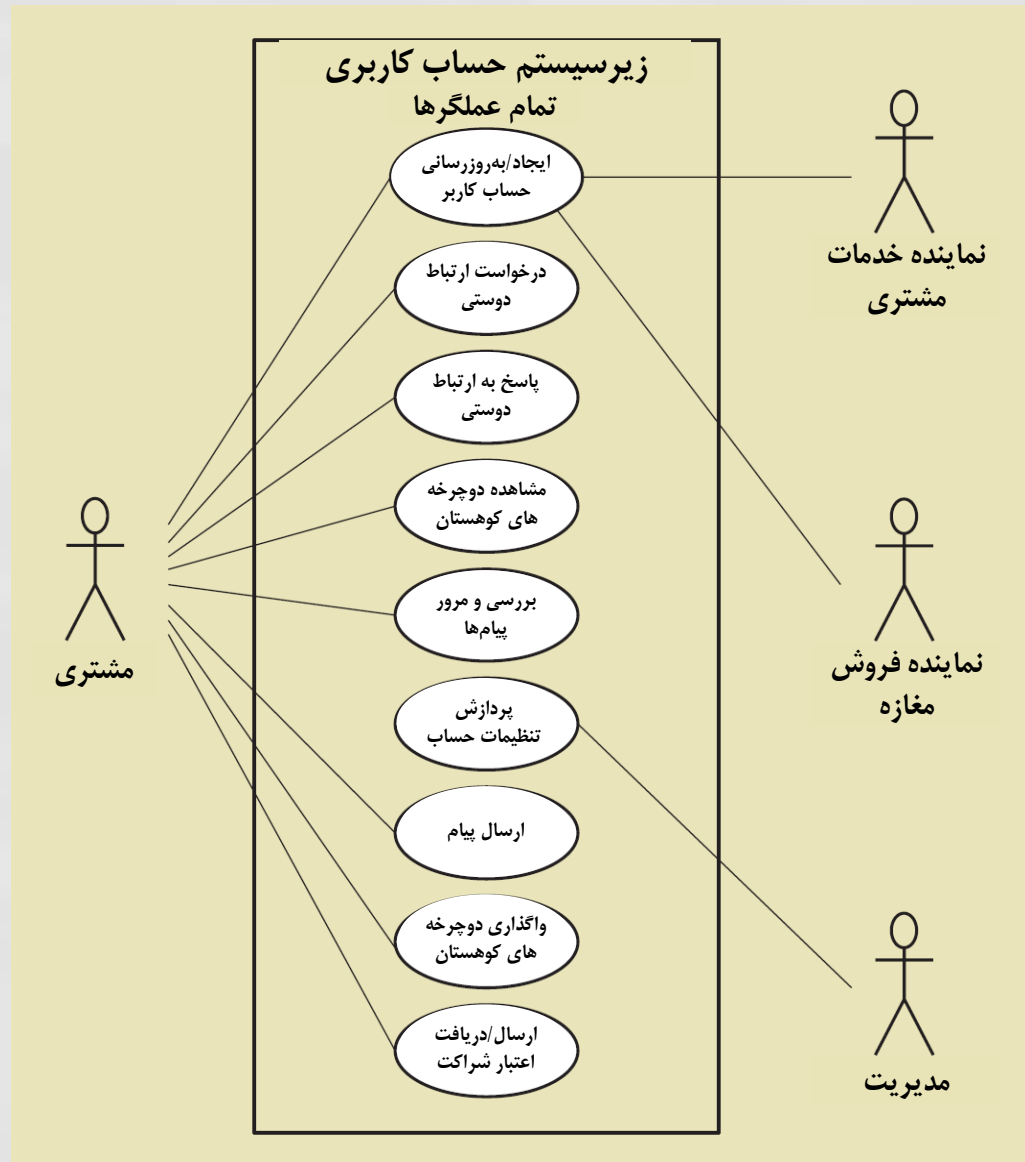 زیرسیستم حساب کاربری
تمام عملگرها
ایجاد/به‌روزرسانی
حساب کاربر
درخواست ارتباط
دوستی
پاسخ به ارتباط
دوستی
مشاهده دوچرخه
های کوهستان
بررسی و مرور
پیام‌ها
پردازش
تنظیمات حساب
ارسال پیام
واگذاری دوچرخه
های کوهستان
ارسال/دریافت
اعتبار شراکت
نماینده خدمات
مشتری
نماینده فروش
مغازه
مدیریت
مشتری